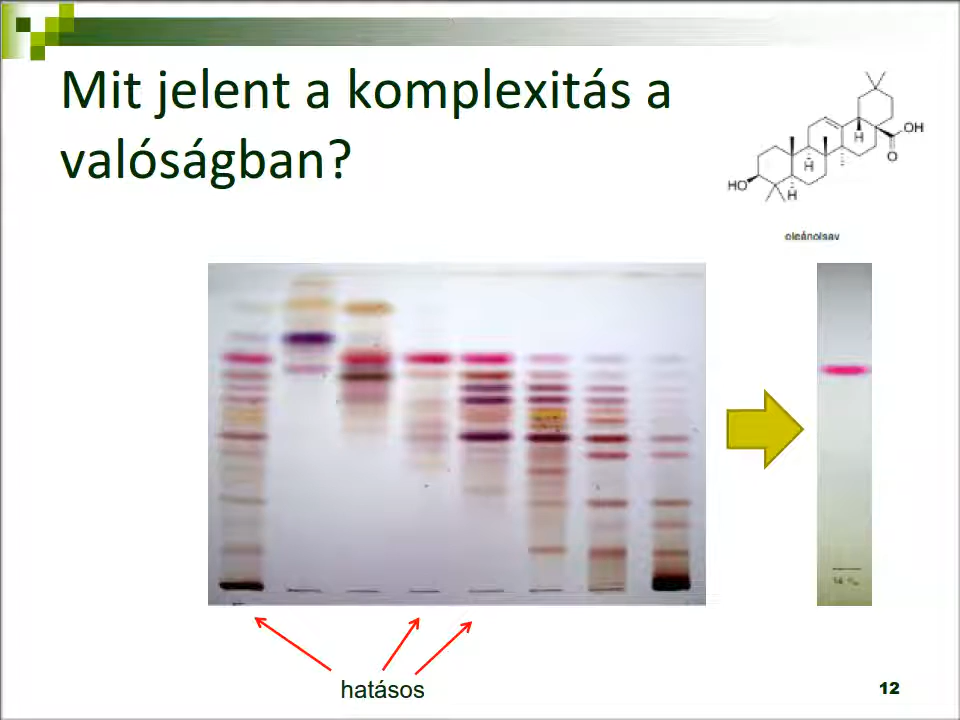 Mit jelent a komplexitás a
valóságban?
OH
H
O
H
HO
H
oleánolsav
hatásos
12